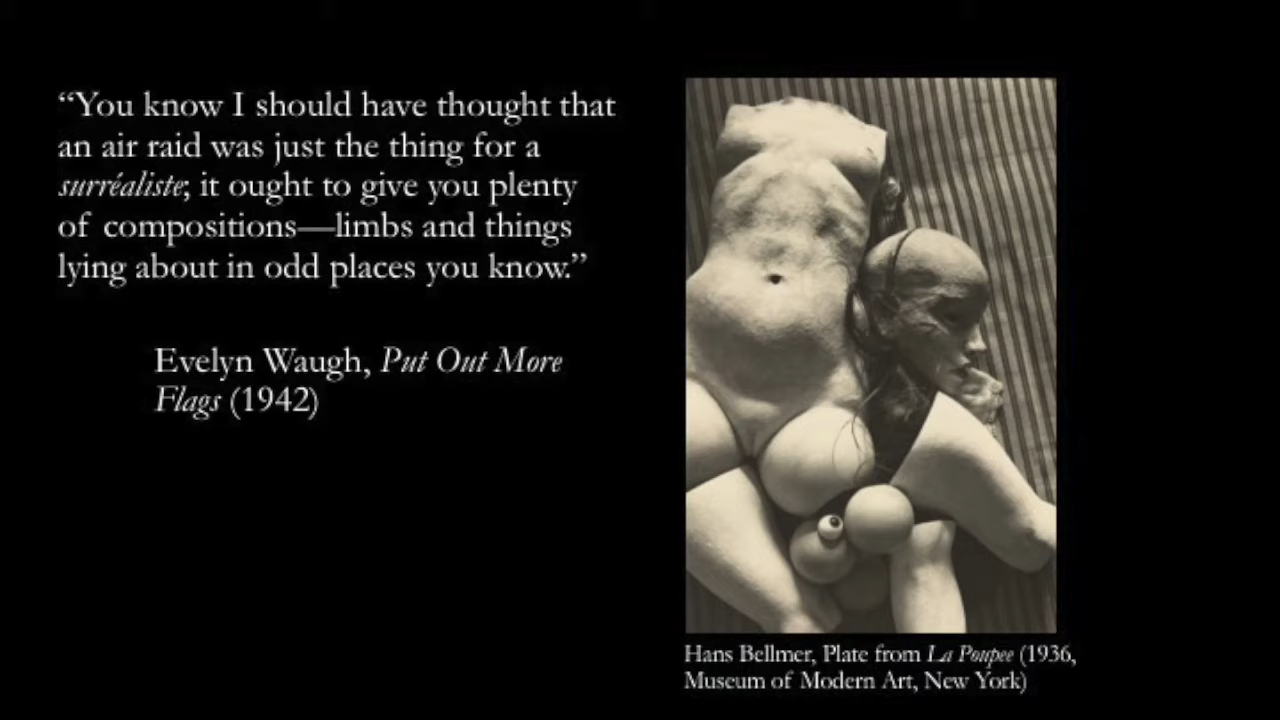 “You know I should have thought that
an air raid was just the thing for a
surréaliste; it ought to give you plenty
of compositions—limbs and things
lying about in odd places you know.”
Evelyn Waugh, Put Out More
Flags (1942)
Hans Bellmer, Plate from La Poupee (1936,
Museum of Modern Art, New York)